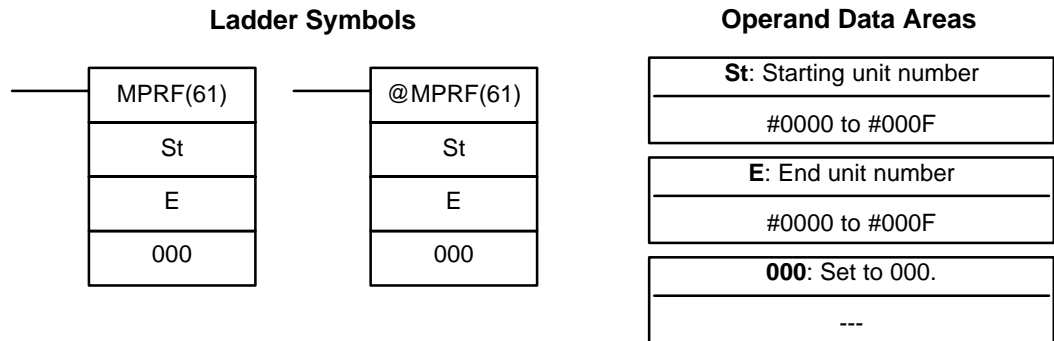 Ladder Symbols
MPRF(61)
St
E
000
@MPRF(61)
St
E
000
Operand Data Areas
St: Starting unit number
#0000 to #000F
E: End unit number
#0000 to #000F
000: Set to 000.
---